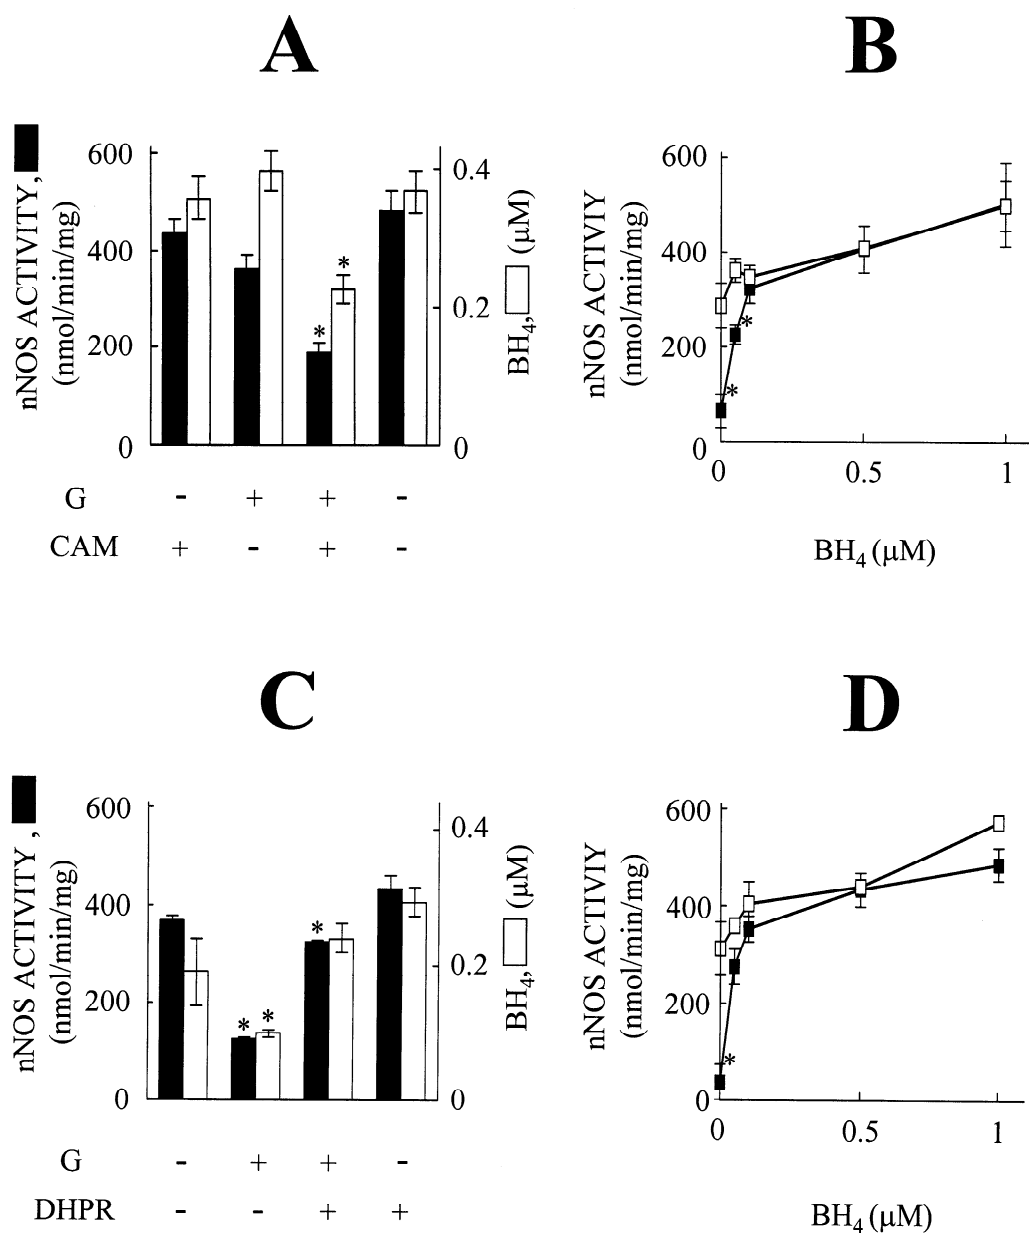 A
nNOS ACTIVITY,
(nmol/min/mg)
600
400
200
0
0.4
0.2
0
BH4, (µM)
* *
G - + + -
CAM + - + -
B
nNOS ACTIVIY
(nmol/min/mg)
600
400
200
0
* *
0 0.5 1
BH4 (µM)
C
nNOS ACTIVITY,
(nmol/min/mg)
600
400
200
0
0.4
0.2
0
BH4, (µM)
* * *
G - + + -
DHPR - - + +
D
nNOS ACTIVIY
(nmol/min/mg)
600
400
200
0
*
0 0.5 1
BH4 (µM)